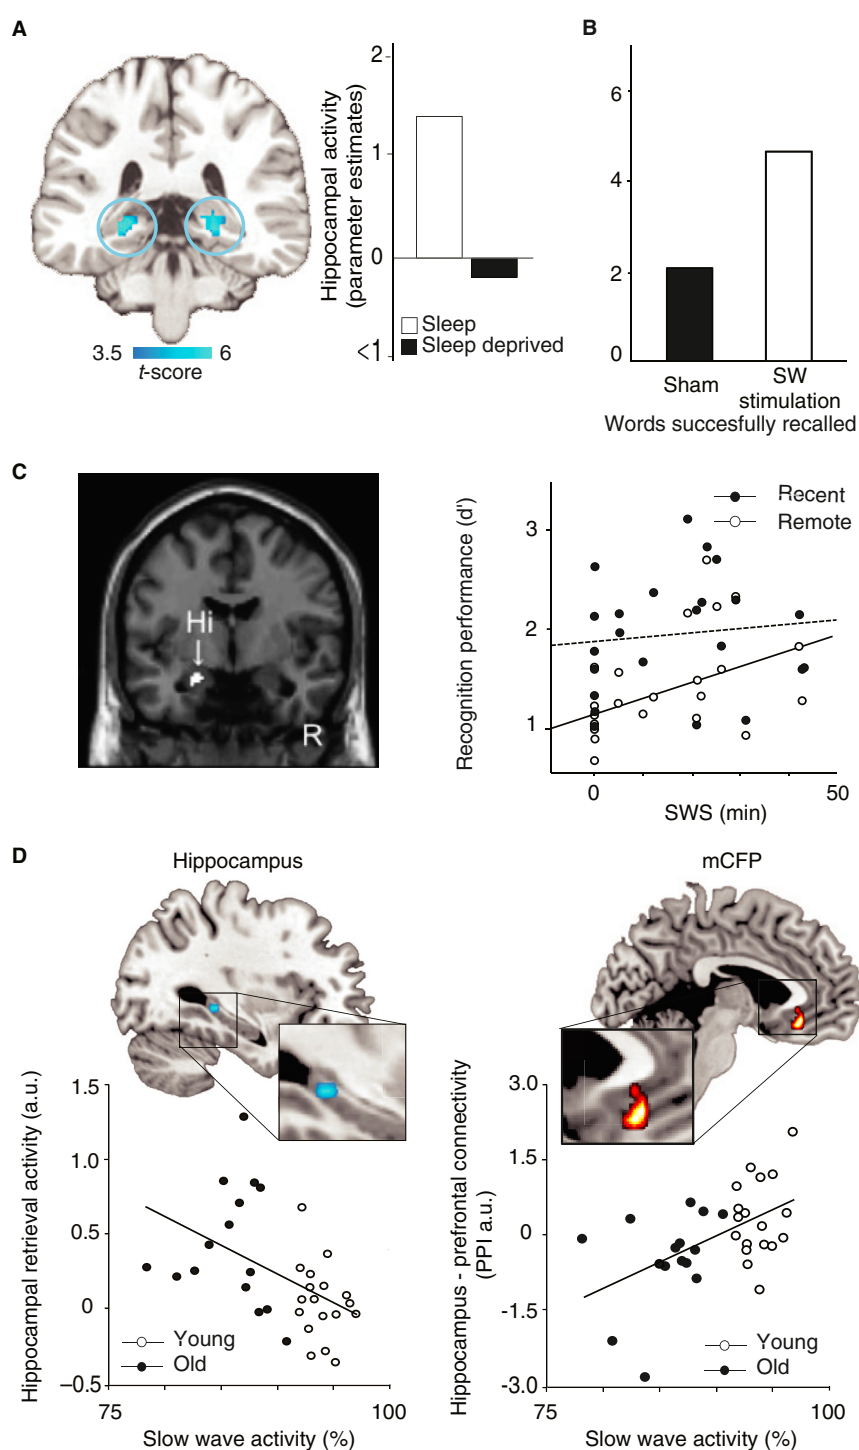 A
2
1
0
<1
Hippocampal activity
(parameter estimates)
Sleep
Sleep deprived
3.5
6
t-score
B
6
4
2
0
Sham
SW
stimulation
Words succesfully recalled
C
Hi
R
Recognition performance (d')
3
2
1
Recent
Remote
0
50
SWS (min)
D
Hippocampus
Hippocampal retrieval activity (a.u.)
1.5
1.0
0.5
0
–0.5
Young
Old
75
100
Slow wave activity (%)
mCFP
Hippocampus - prefrontal connectivity
(PPI a.u.)
3.0
1.5
0
-1.5
-3.0
Young
Old
75
100
Slow wave activity (%)